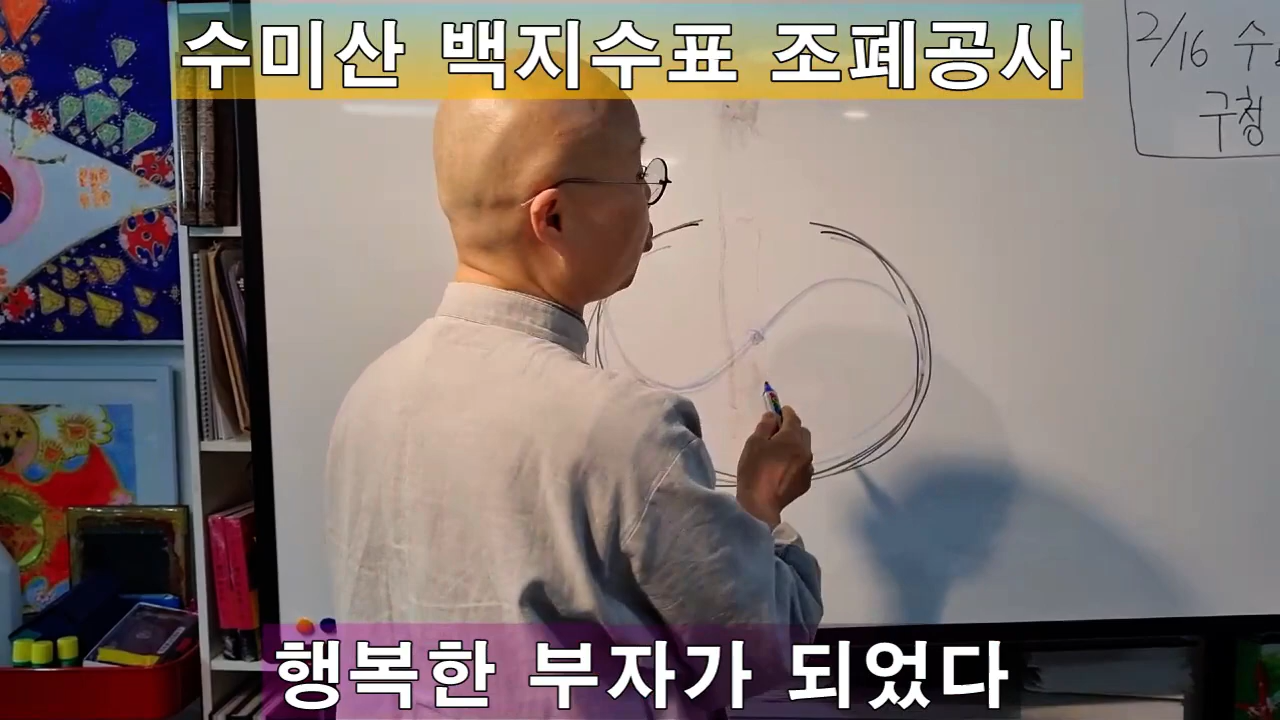 수미산 백지수표 조폐공사
2/16 수
구청
행복한 부자가 되었다